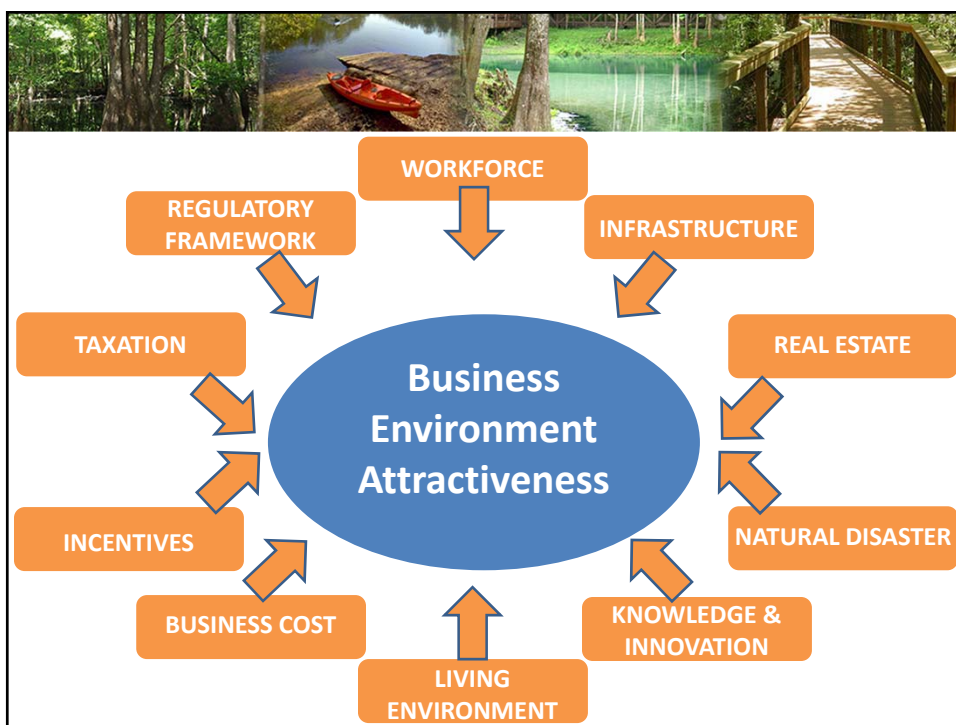 WORKFORCE
REGULATORY
FRAMEWORK
INFRASTRUCTURE
TAXATION
REAL ESTATE
Business
Environment
Attractiveness
INCENTIVES
NATURAL DISASTER
BUSINESS COST
KNOWLEDGE &
INNOVATION
LIVING
ENVIRONMENT